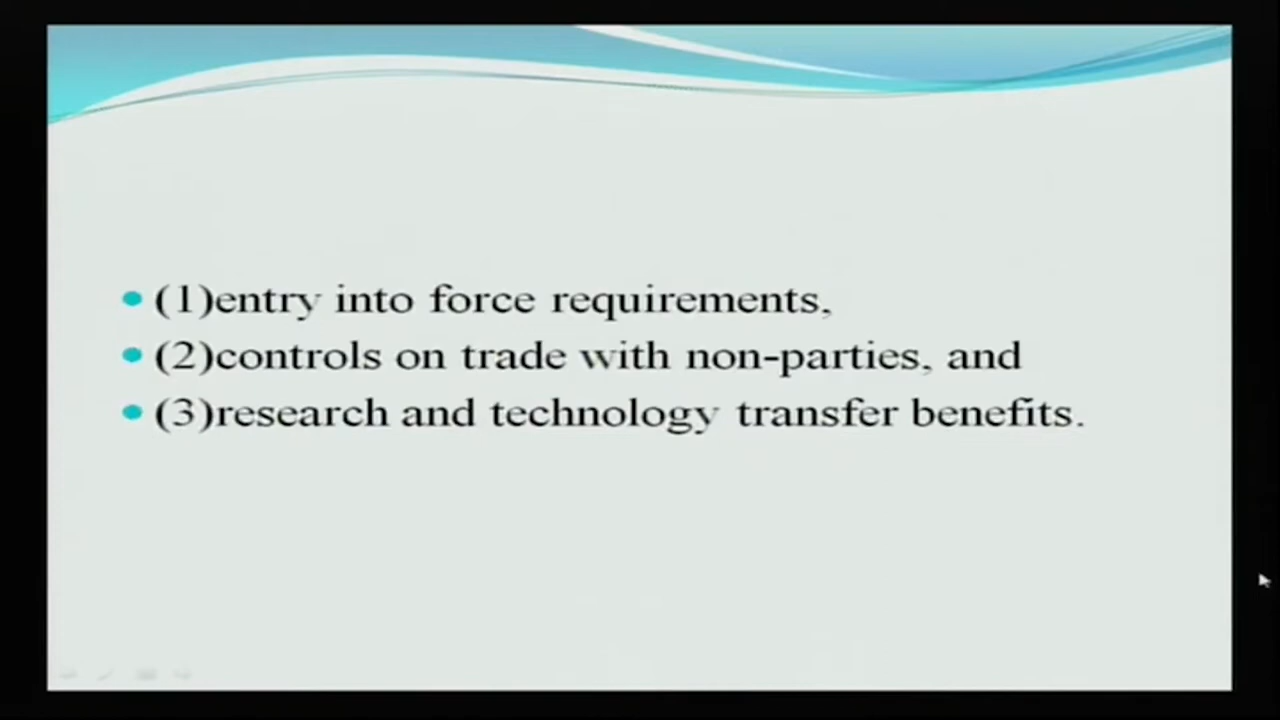 (1)entry into force requirements,
(2)controls on trade with non-parties, and
(3)research and technology transfer benefits.